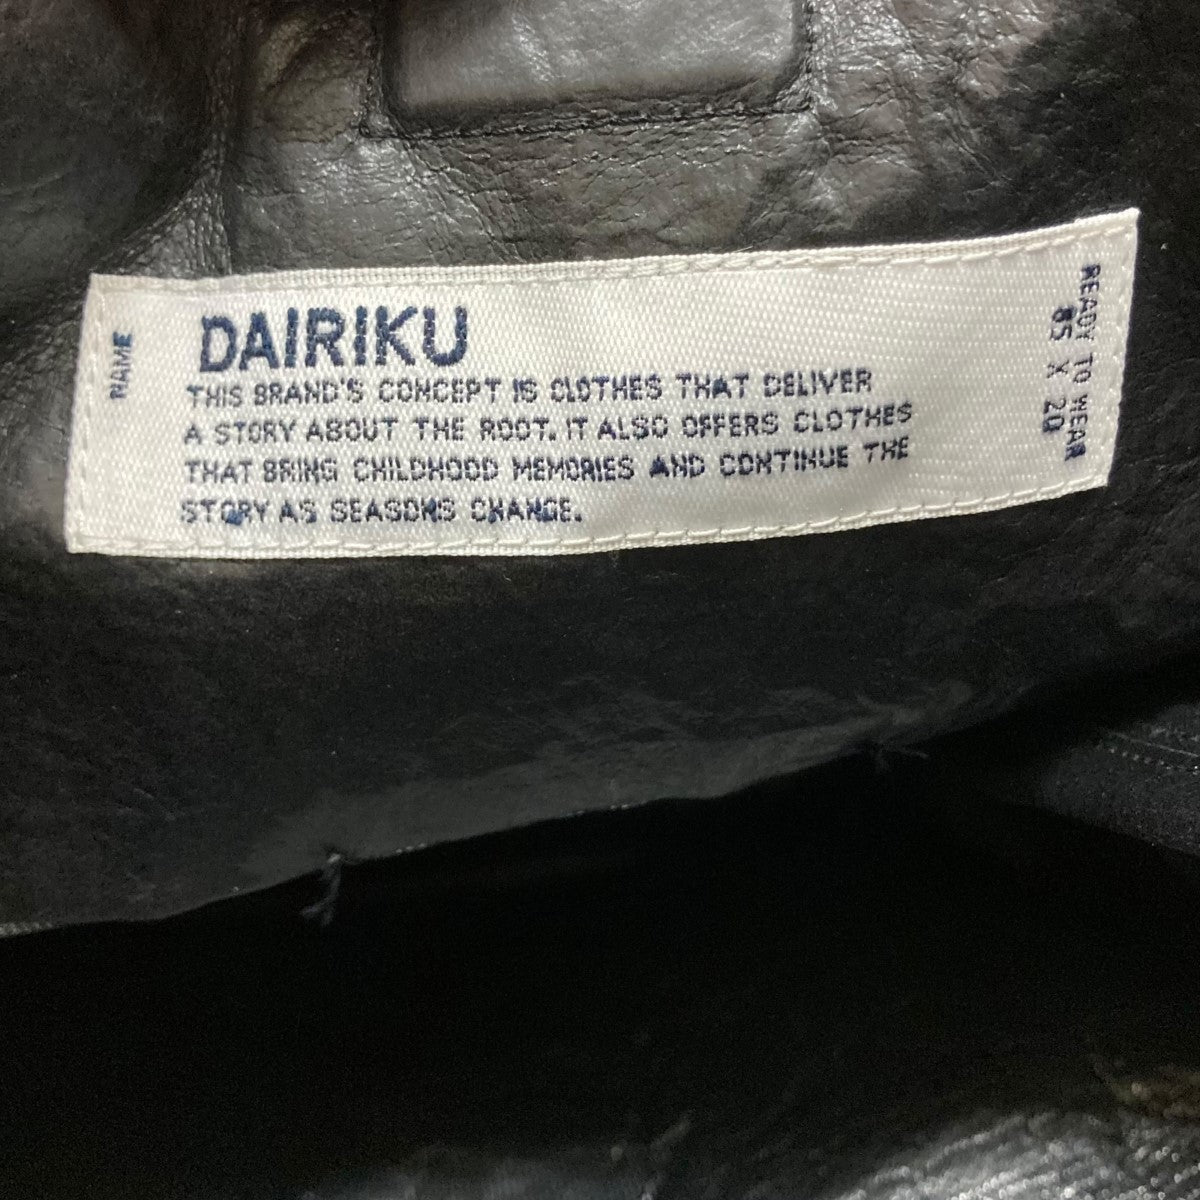 NAME
DAIRIKU
THIS BRAND'S CONCEPT IS CLOTHES THAT DELIVER
A STORY ABOUT THE ROOT. IT ALSO OFFERS CLOTHES
THAT BRING CHILDHOOD MEMORIES AND CONTINUE THE
STORY AS SEASONS CHANGE.
READY TO WEAR
85 X 20